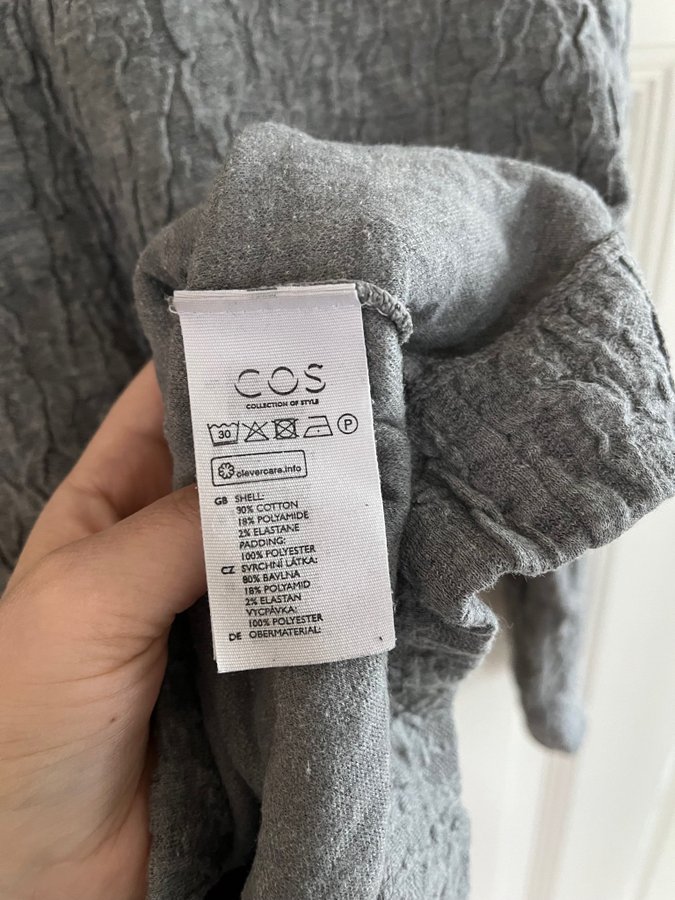 COS
COLLECTION OF STYLE
30 P
clevercare.info
GB SHELL:
90% COTTON
18% POLYAMIDE
2% ELASTANE
PADDING:
100% POLYESTER
CZ SVRCHNÍ LÁTKA:
80% BAVLNA
18% POLYAMID
2% ELASTAN
VYCPÁVKA:
100% POLYESTER
DE OBERMATERIAL: